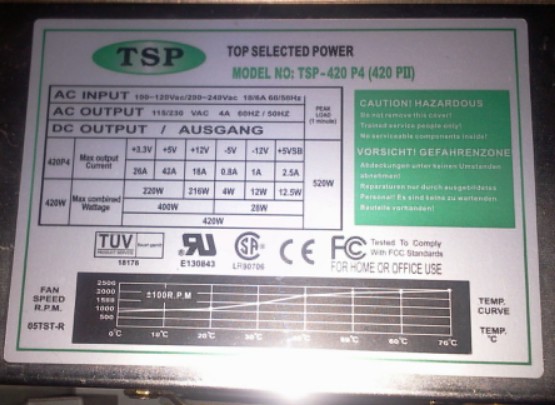 TSP
TOP SELECTED POWER
MODEL NO: TSP-420 P4 (420 PII)
AC INPUT 100-120Vac/200-240Vac 10/6A 60/50Hz
AC OUTPUT 115/230 VAC 4A 60HZ / 50HZ
DC OUTPUT / AUSGANG
PEAK
LOAD
(1 minute)
420P4 Max output Current +3.3V +5V +12V -5V -12V +5VSB
26A 42A 18A 0.8A 1A 2.5A
420W Max combined Wattage 220W 216W 4W 12W 12.5W 520W
400W 28W
420W
CAUTION! HAZARDOUS
Do not remove this cover!
Trained service people only!
No serviceable components inside!
VORSICHT! GEFAHRENZONE
Abdeckungen unter keinen Umständen
abnehmen!
Reparaturen nur durch ausgebildetes
Personal! Es sind keine zu wartenden
Bauteile vorhanden!
TUV
PRODUCT SERVICE
18178
RU
E130843
SA
LR90706
CE
FC Tested To Comply
With FCC Standards
FOR HOME OR OFFICE USE
FAN
SPEED
R.P.M.
05TST-R
2500
2000
1500
1000
500
±100R.P.M
0°C 10°C 20°C 30°C 40°C 50°C 60°C 70°C
TEMP.
CURVE
TEMP.
°C